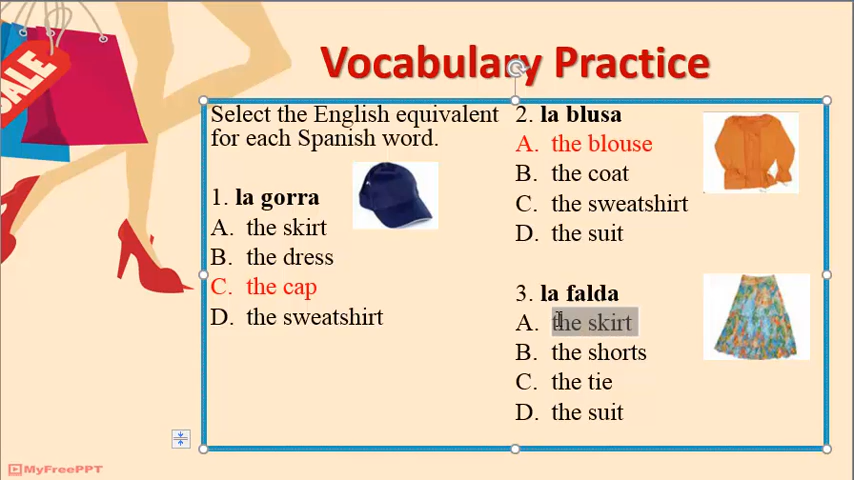 SALE
Vocabulary Practice
Select the English equivalent
for each Spanish word.
1. la gorra
A. the skirt
B. the dress
C. the cap
D. the sweatshirt
2. la blusa
A. the blouse
B. the coat
C. the sweatshirt
D. the suit
3. la falda
A. the skirt
B. the shorts
C. the tie
D. the suit
MyFreePPT